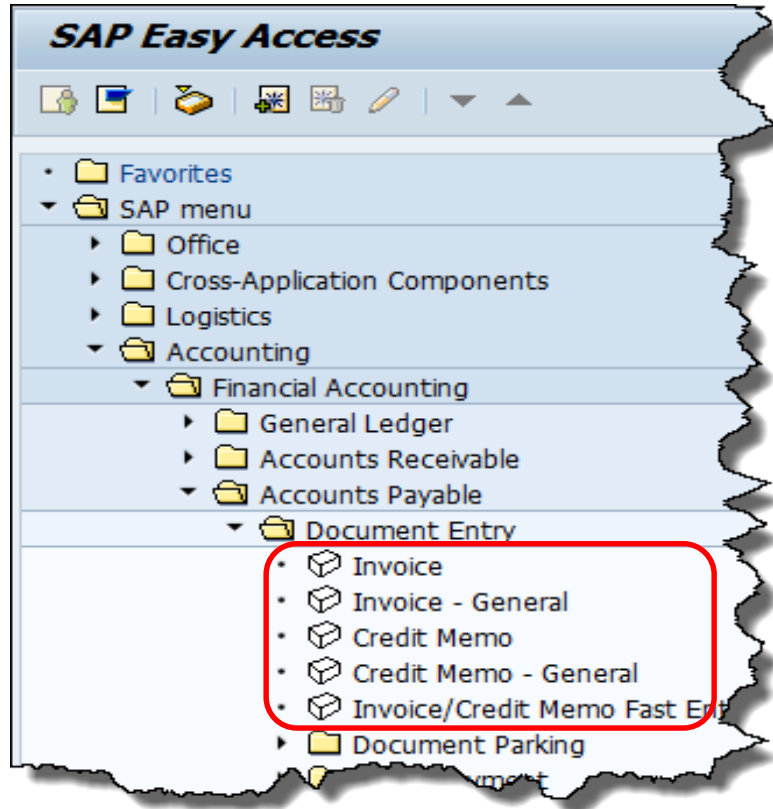 SAP Easy Access
Favorites
SAP menu
Office
Cross-Application Components
Logistics
Accounting
Financial Accounting
General Ledger
Accounts Receivable
Accounts Payable
Document Entry
Invoice
Invoice - General
Credit Memo
Credit Memo - General
Invoice/Credit Memo Fast Ent
Document Parking